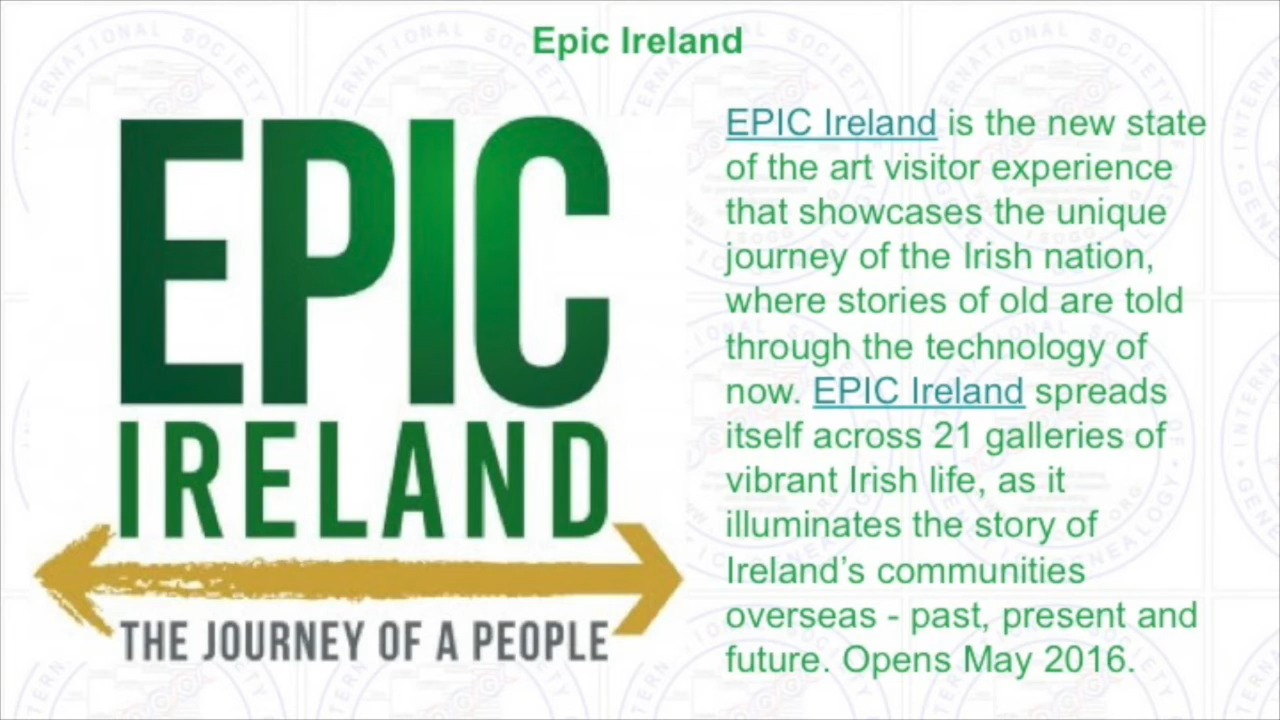 Epic Ireland
EPIC
IRELAND
THE JOURNEY OF A PEOPLE
EPIC Ireland is the new state
of the art visitor experience
that showcases the unique
journey of the Irish nation,
where stories of old are told
through the technology of
now. EPIC Ireland spreads
itself across 21 galleries of
vibrant Irish life, as it
illuminates the story of
Ireland’s communities
overseas - past, present and
future. Opens May 2016.